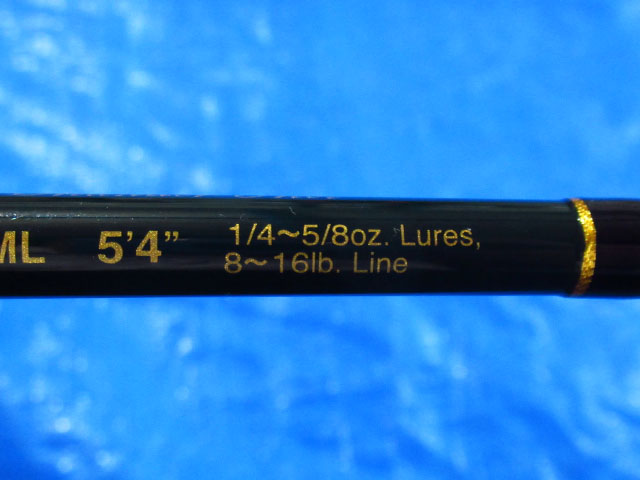 ML 5'4" 1/4~5/8oz. Lures,
8~16lb. Line